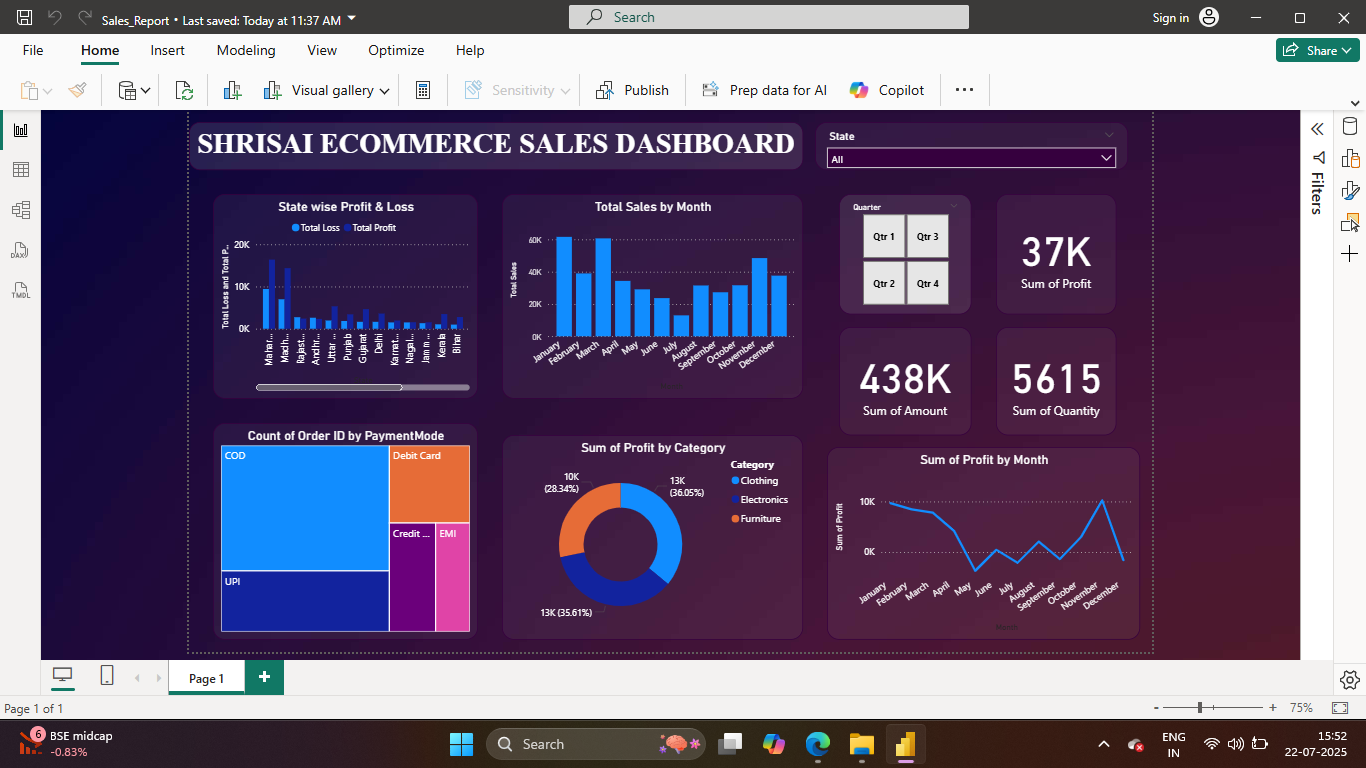 Sales_Report • Last saved: Today at 11:37 AM
Search
Sign in
File
Home
Insert
Modeling
View
Optimize
Help
Share
Visual gallery
Sensitivity
Publish
Prep data for AI
Copilot
SHRISAI ECOMMERCE SALES DASHBOARD
State
All
State wise Profit & Loss
Total Loss
Total Profit
Total Loss and Total P...
20K
10K
0K
Mahar...
Madh...
Rajast...
Andhr...
Uttar ...
Punjab
Gujarat
Delhi
Karnat...
Nagal...
Jamm...
Kerala
Bihar
Total Sales by Month
Total Sales
60K
40K
20K
0K
January
February
March
April
May
June
July
August
September
October
November
December
Quarter
Qtr 1
Qtr 3
Qtr 2
Qtr 4
37K
Sum of Profit
438K
Sum of Amount
5615
Sum of Quantity
Count of Order ID by PaymentMode
COD
UPI
Debit Card
Credit ...
EMI
Sum of Profit by Category
10K
(28.34%)
13K
(36.05%)
13K (35.61%)
Category
Clothing
Electronics
Furniture
Sum of Profit by Month
Sum of Profit
10K
0K
January
February
March
April
May
June
July
August
September
October
November
December
Month
Filters
DAX
TMDL
Page 1
Page 1 of 1
- + 75%
6
BSE midcap
-0.83%
Search
ENG
IN
15:52
22-07-2025